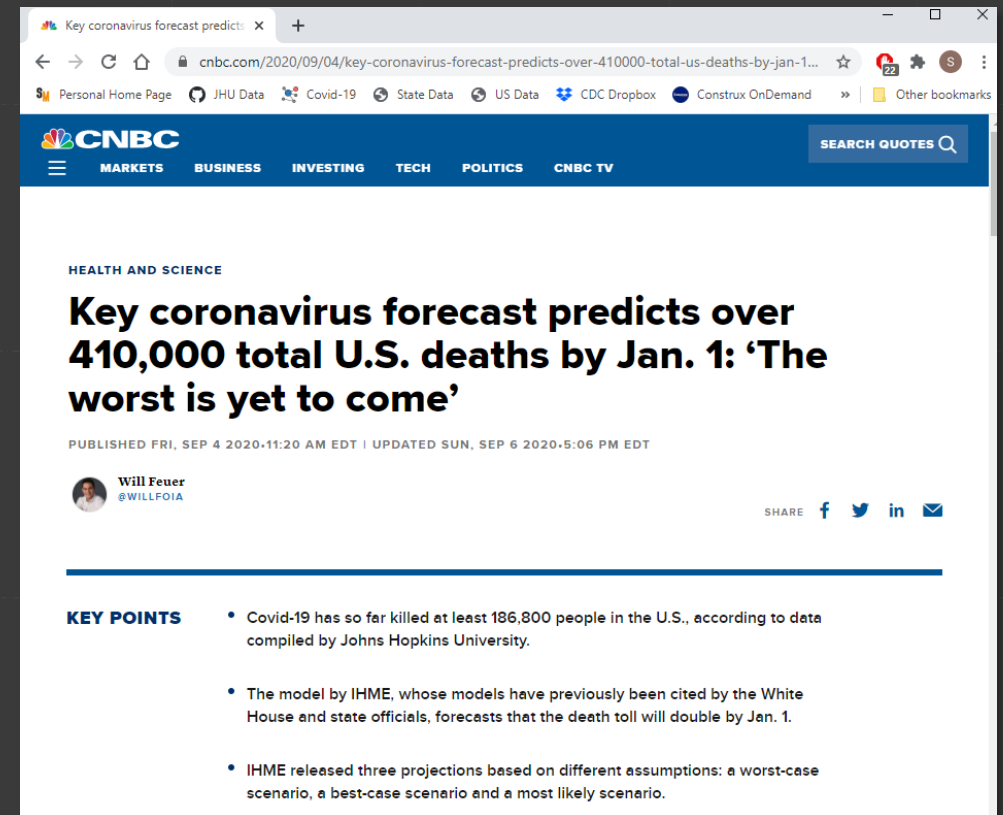 Key coronavirus forecast predicts
cnbc.com/2020/09/04/key-coronavirus-forecast-predicts-over-410000-total-us-deaths-by-jan-1...
22
S
SM Personal Home Page JHU Data Covid-19 State Data US Data CDC Dropbox Construx OnDemand » Other bookmarks
CNBC
SEARCH QUOTES
MARKETS BUSINESS INVESTING TECH POLITICS CNBC TV
HEALTH AND SCIENCE
Key coronavirus forecast predicts over
410,000 total U.S. deaths by Jan. 1: ‘The
worst is yet to come’
PUBLISHED FRI, SEP 4 2020•11:20 AM EDT | UPDATED SUN, SEP 6 2020•5:06 PM EDT
Will Feuer
@WILLFOIA
SHARE f in
KEY POINTS
• Covid-19 has so far killed at least 186,800 people in the U.S., according to data
compiled by Johns Hopkins University.
• The model by IHME, whose models have previously been cited by the White
House and state officials, forecasts that the death toll will double by Jan. 1.
• IHME released three projections based on different assumptions: a worst-case
scenario, a best-case scenario and a most likely scenario.